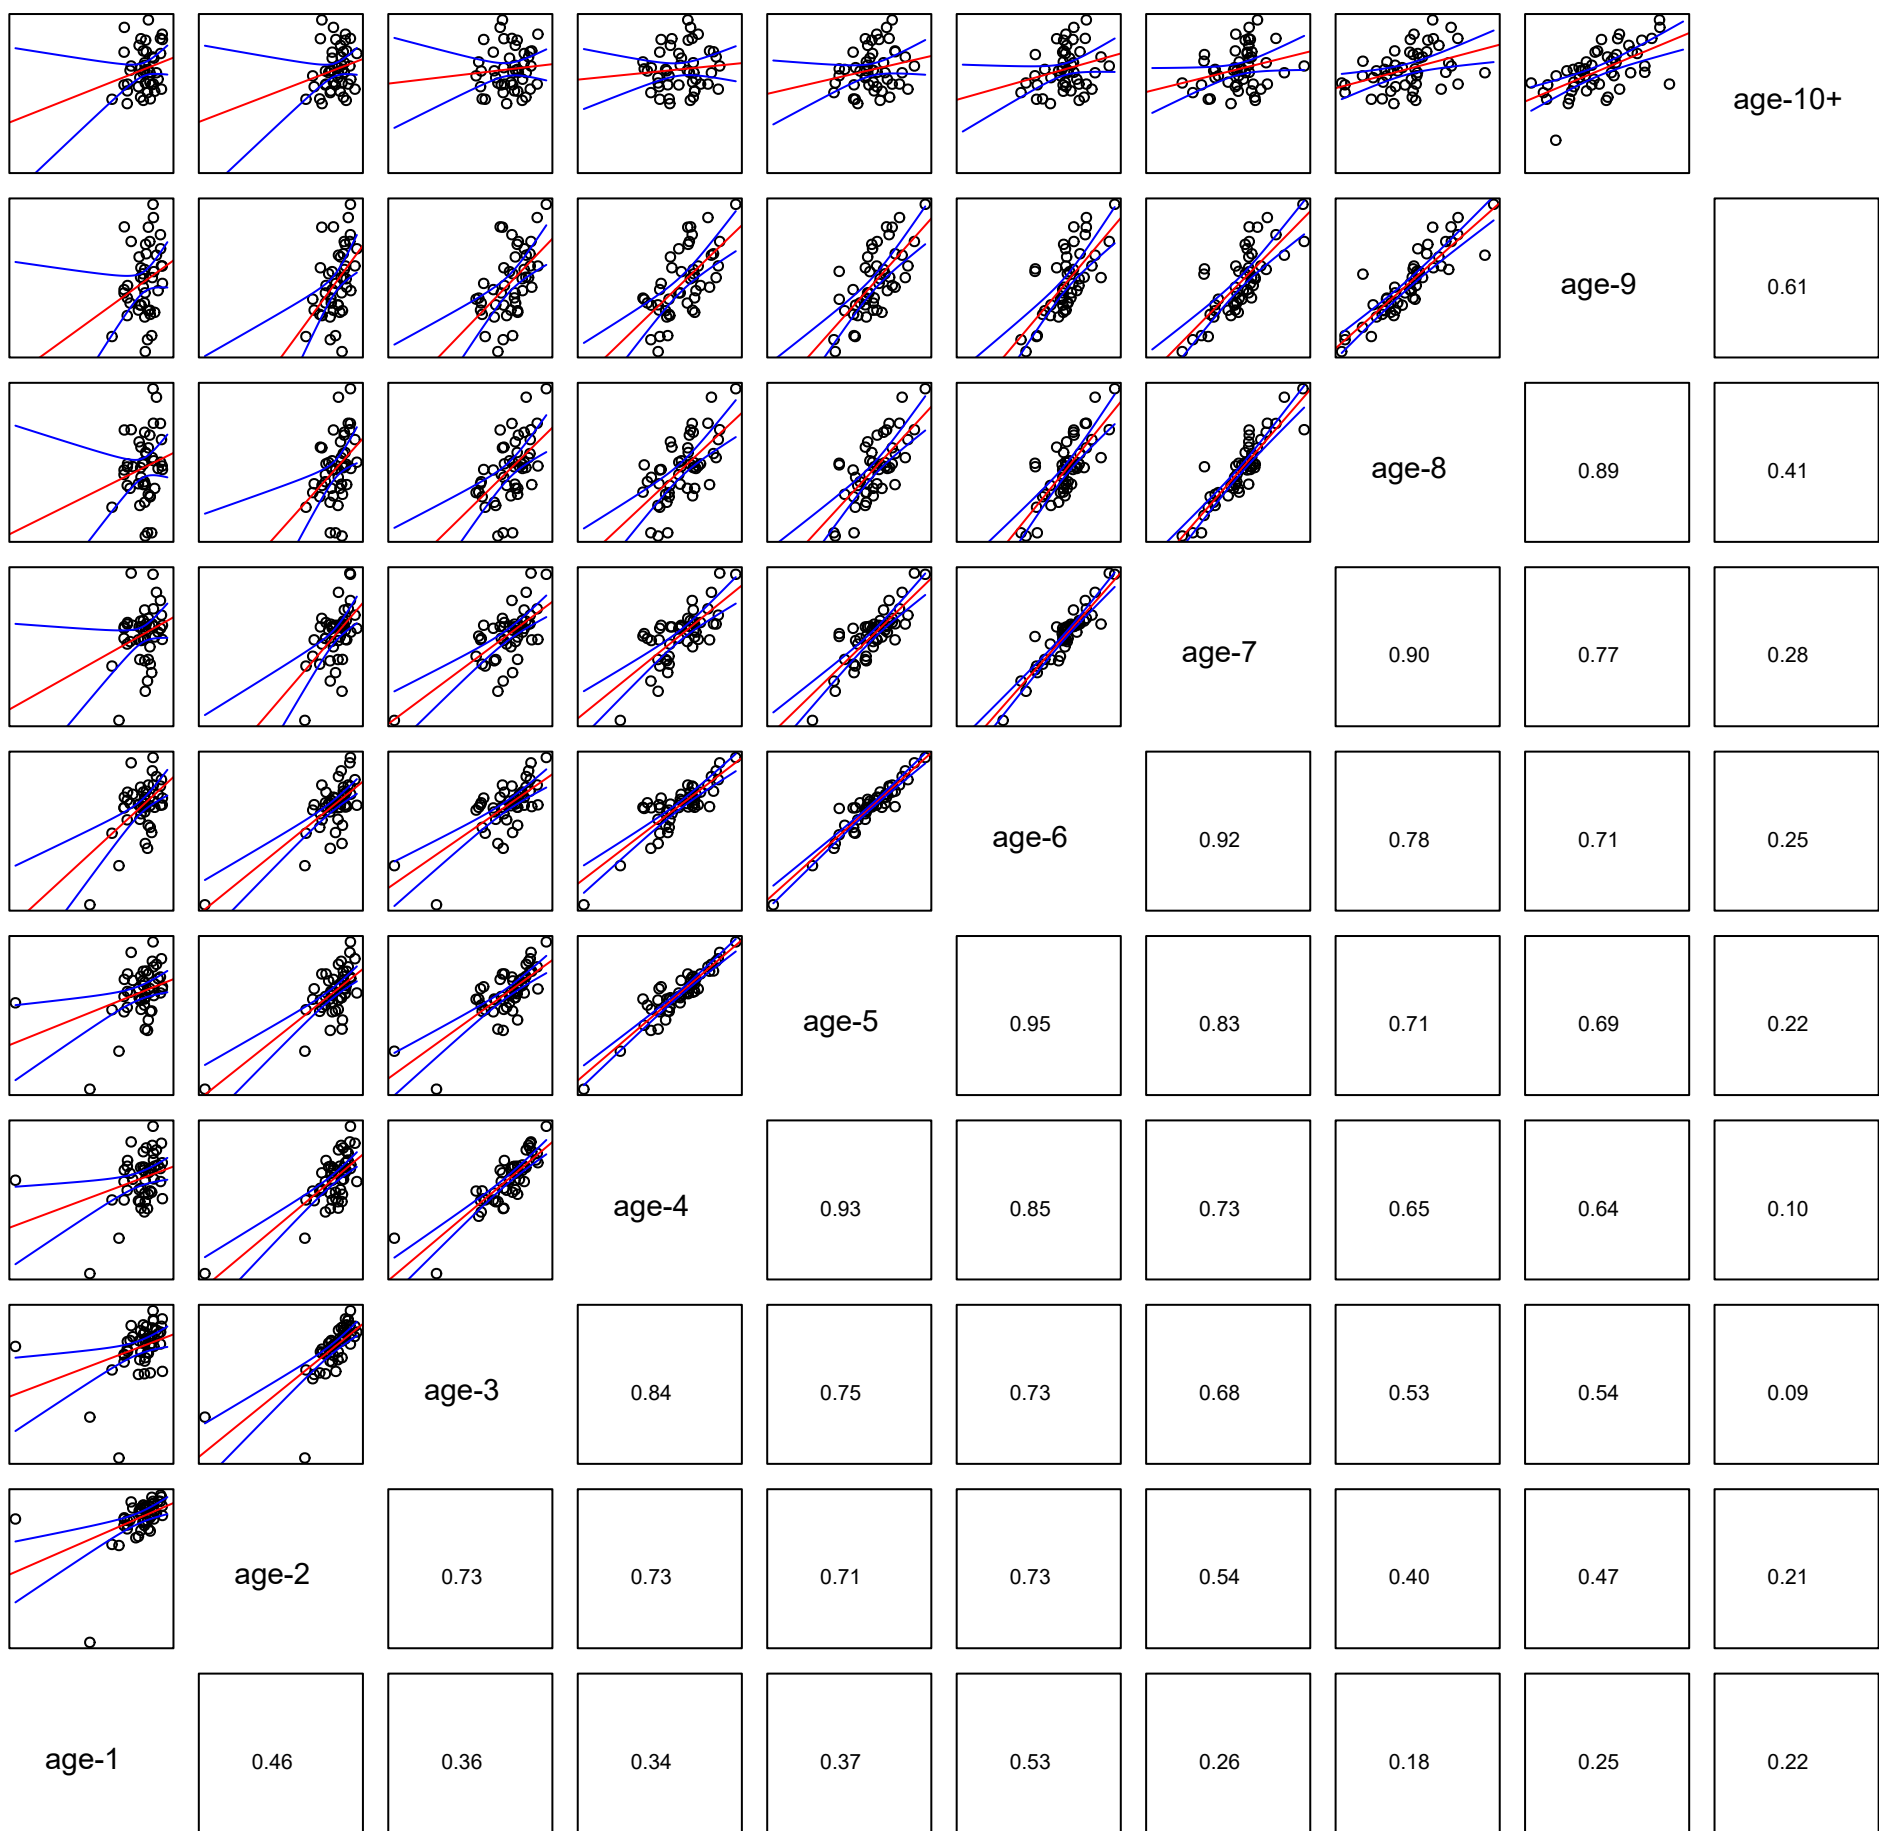 age-10+
age-9 0.61
age-8 0.89 0.41
age-7 0.90 0.77 0.28
age-6 0.92 0.78 0.71 0.25
age-5 0.95 0.83 0.71 0.69 0.22
age-4 0.93 0.85 0.73 0.65 0.64 0.10
age-3 0.84 0.75 0.73 0.68 0.53 0.54 0.09
age-2 0.73 0.73 0.71 0.73 0.54 0.40 0.47 0.21
age-1 0.46 0.36 0.34 0.37 0.53 0.26 0.18 0.25 0.22